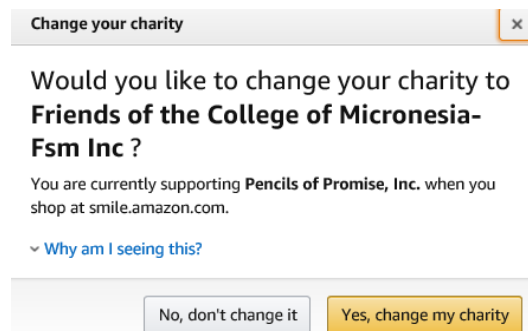 Change your charity
×
Would you like to change your charity to
Friends of the College of Micronesia-
Fsm Inc ?
You are currently supporting Pencils of Promise, Inc. when you
shop at smile.amazon.com.
Why am I seeing this?
No, don't change it
Yes, change my charity